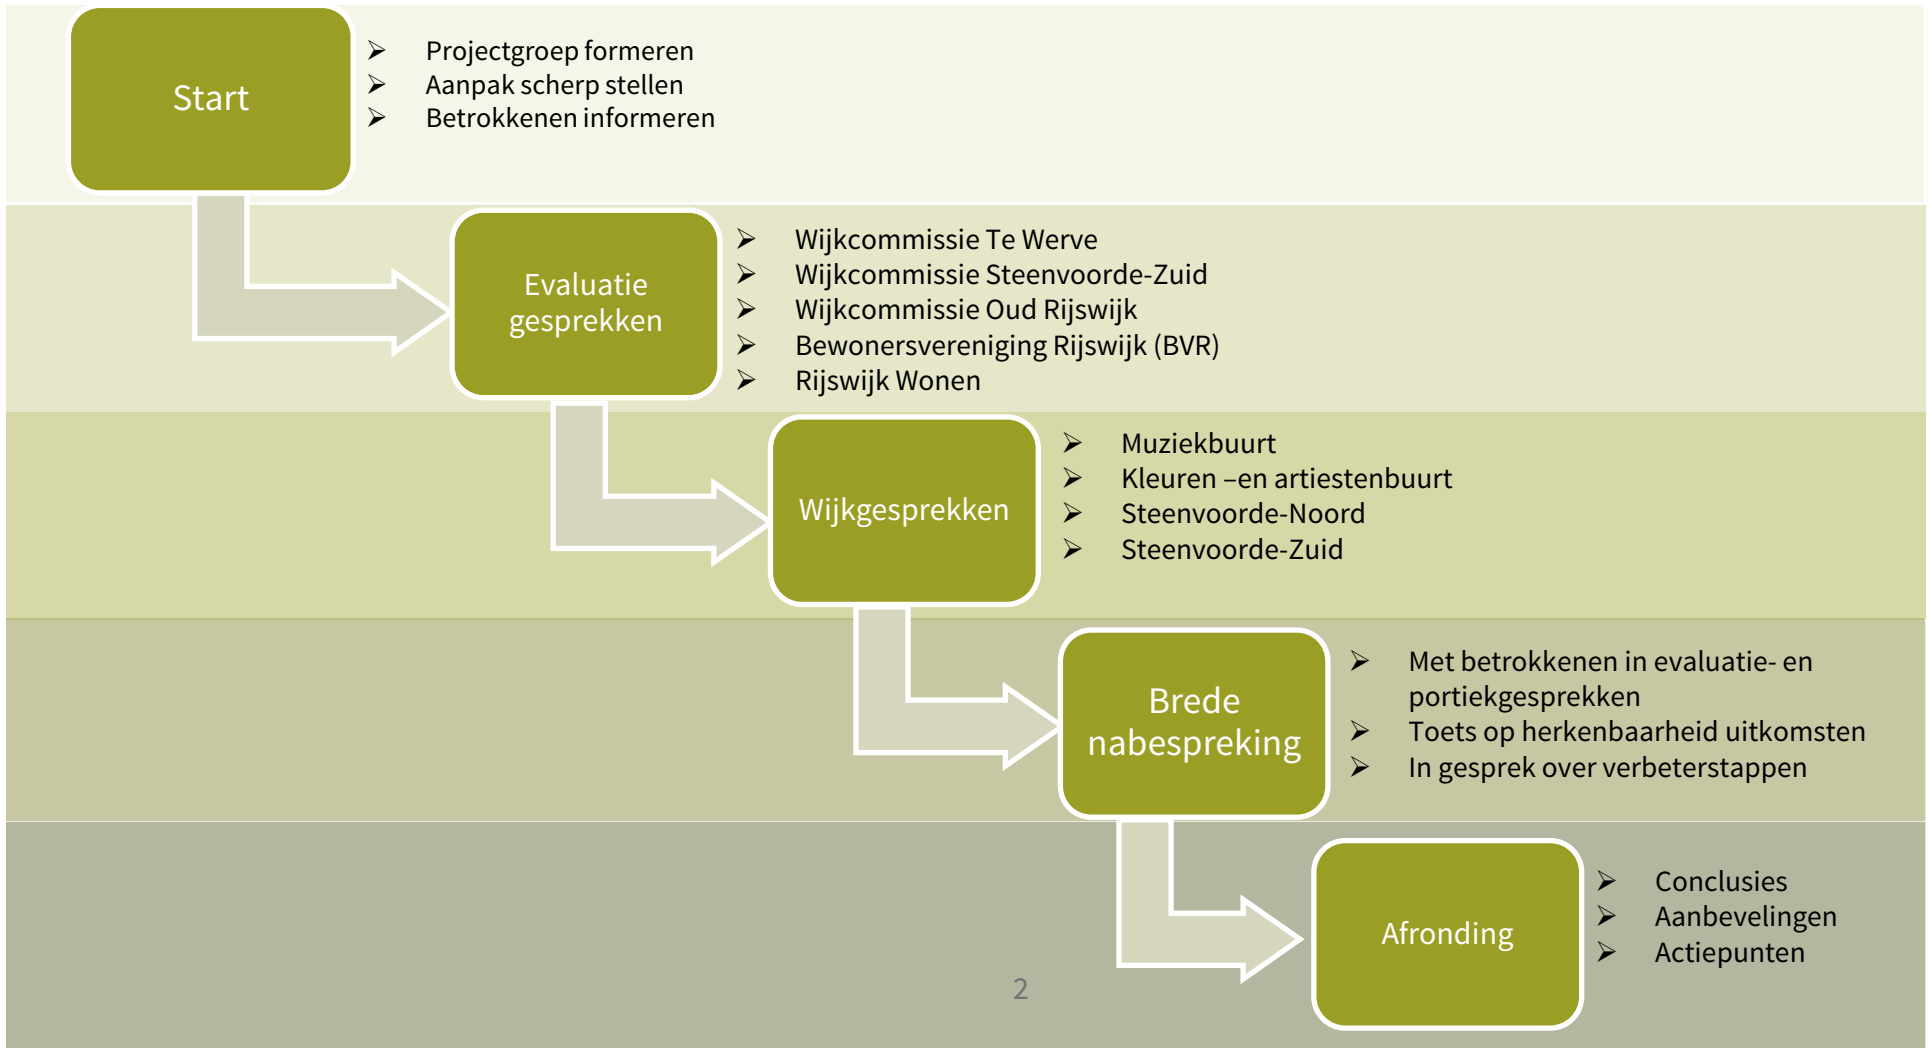 Start
➢ Projectgroep formeren
➢ Aanpak scherp stellen
➢ Betrokkenen informeren
Evaluatie
gesprekken
➢ Wijkcommissie Te Werve
➢ Wijkcommissie Steenvoorde-Zuid
➢ Wijkcommissie Oud Rijswijk
➢ Bewonersvereniging Rijswijk (BVR)
➢ Rijswijk Wonen
Wijkgesprekken
➢ Muziekbuurt
➢ Kleuren –en artiestenbuurt
➢ Steenvoorde-Noord
➢ Steenvoorde-Zuid
Brede
nabespreking
➢ Met betrokkenen in evaluatie- en
portiekgesprekken
➢ Toets op herkenbaarheid uitkomsten
➢ In gesprek over verbeterstappen
Afronding
➢ Conclusies
➢ Aanbevelingen
➢ Actiepunten
2